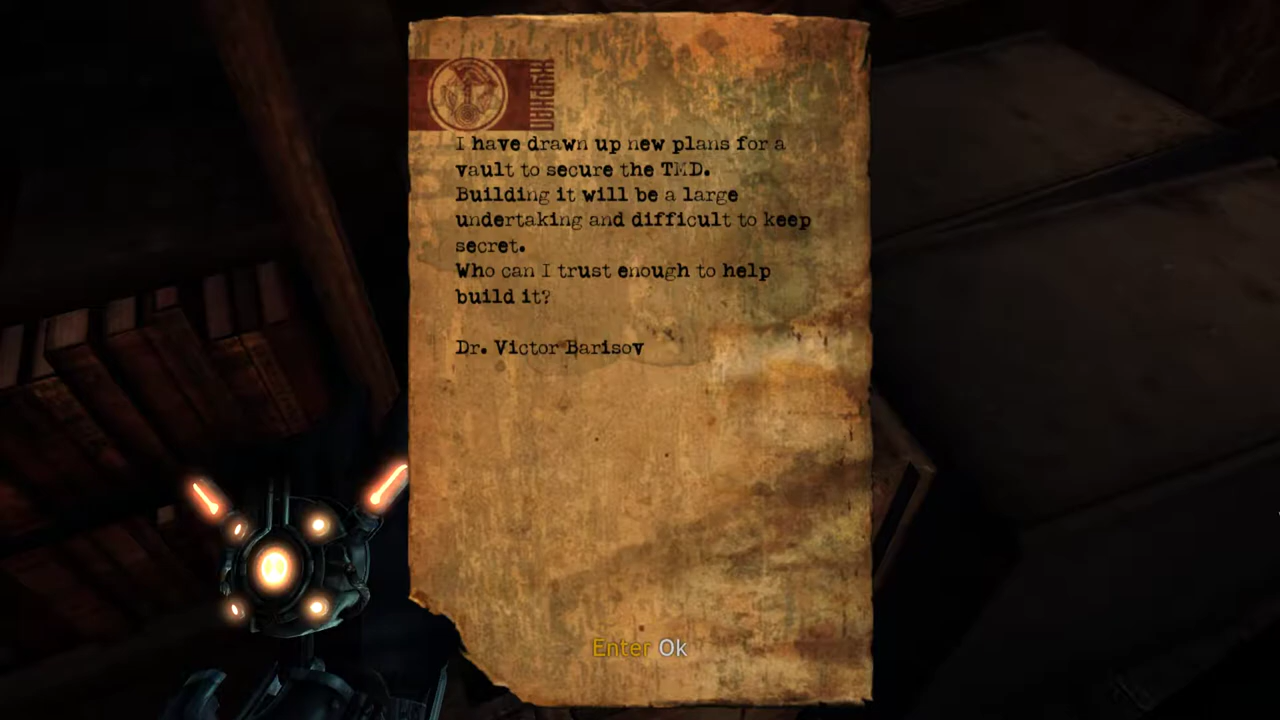 I have drawn up new plans for a
vault to secure the TMD.
Building it will be a large
undertaking and difficult to keep
secret.
Who can I trust enough to help
build it?
Dr. Victor Barisov
Enter Ok